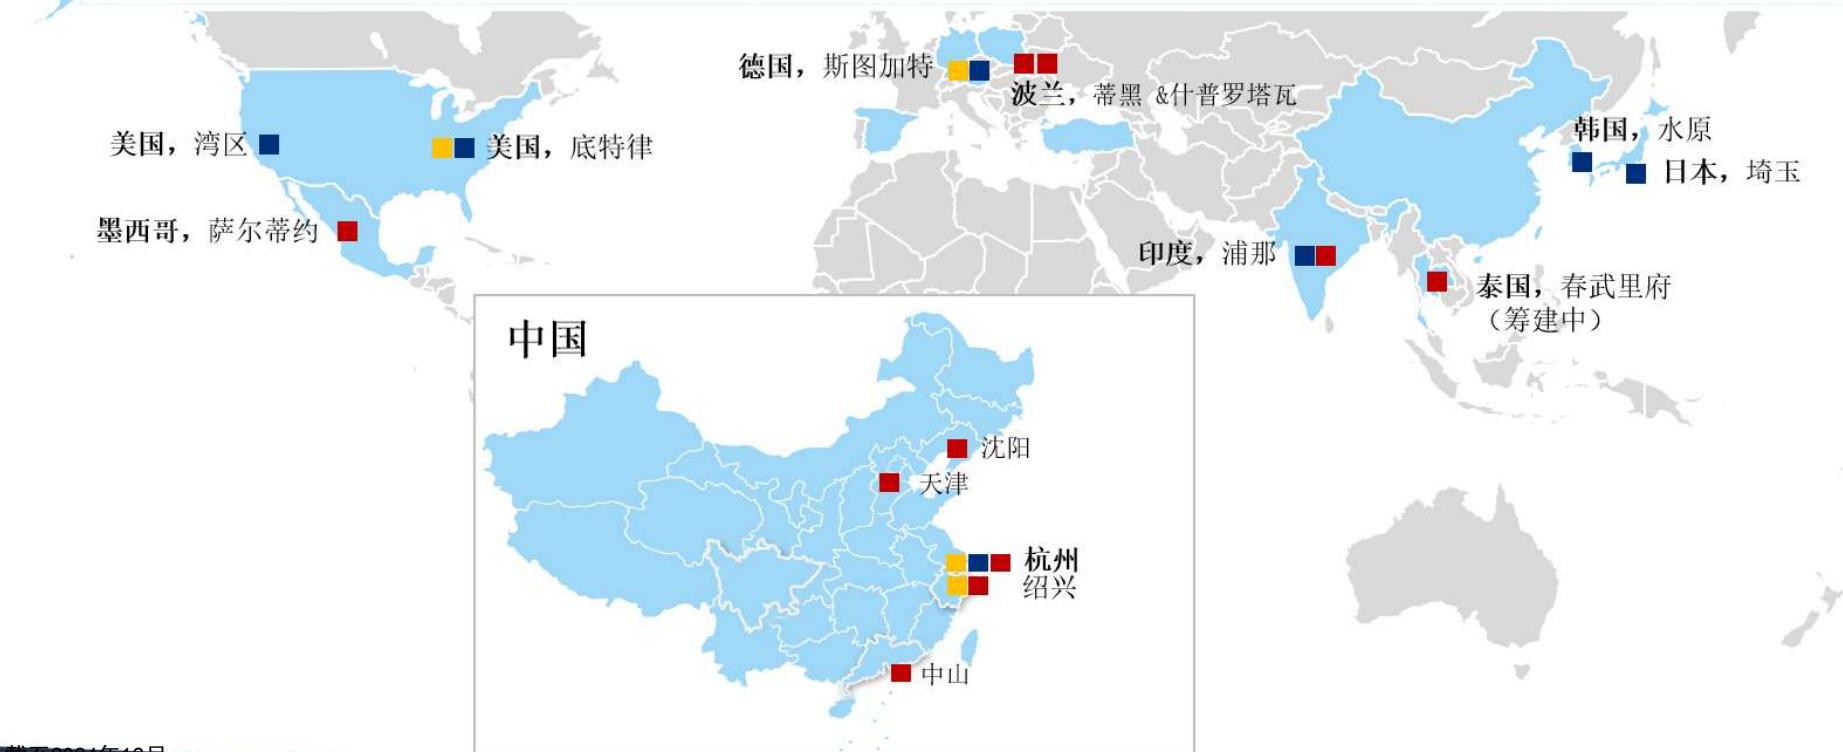 德国，斯图加特
波兰，蒂黑 &什普罗塔瓦
美国，湾区
美国，底特律
韩国，水原
日本，埼玉
墨西哥，萨尔蒂约
印度，浦那
泰国，春武里府
（筹建中）
中国
沈阳
天津
杭州
绍兴
中山